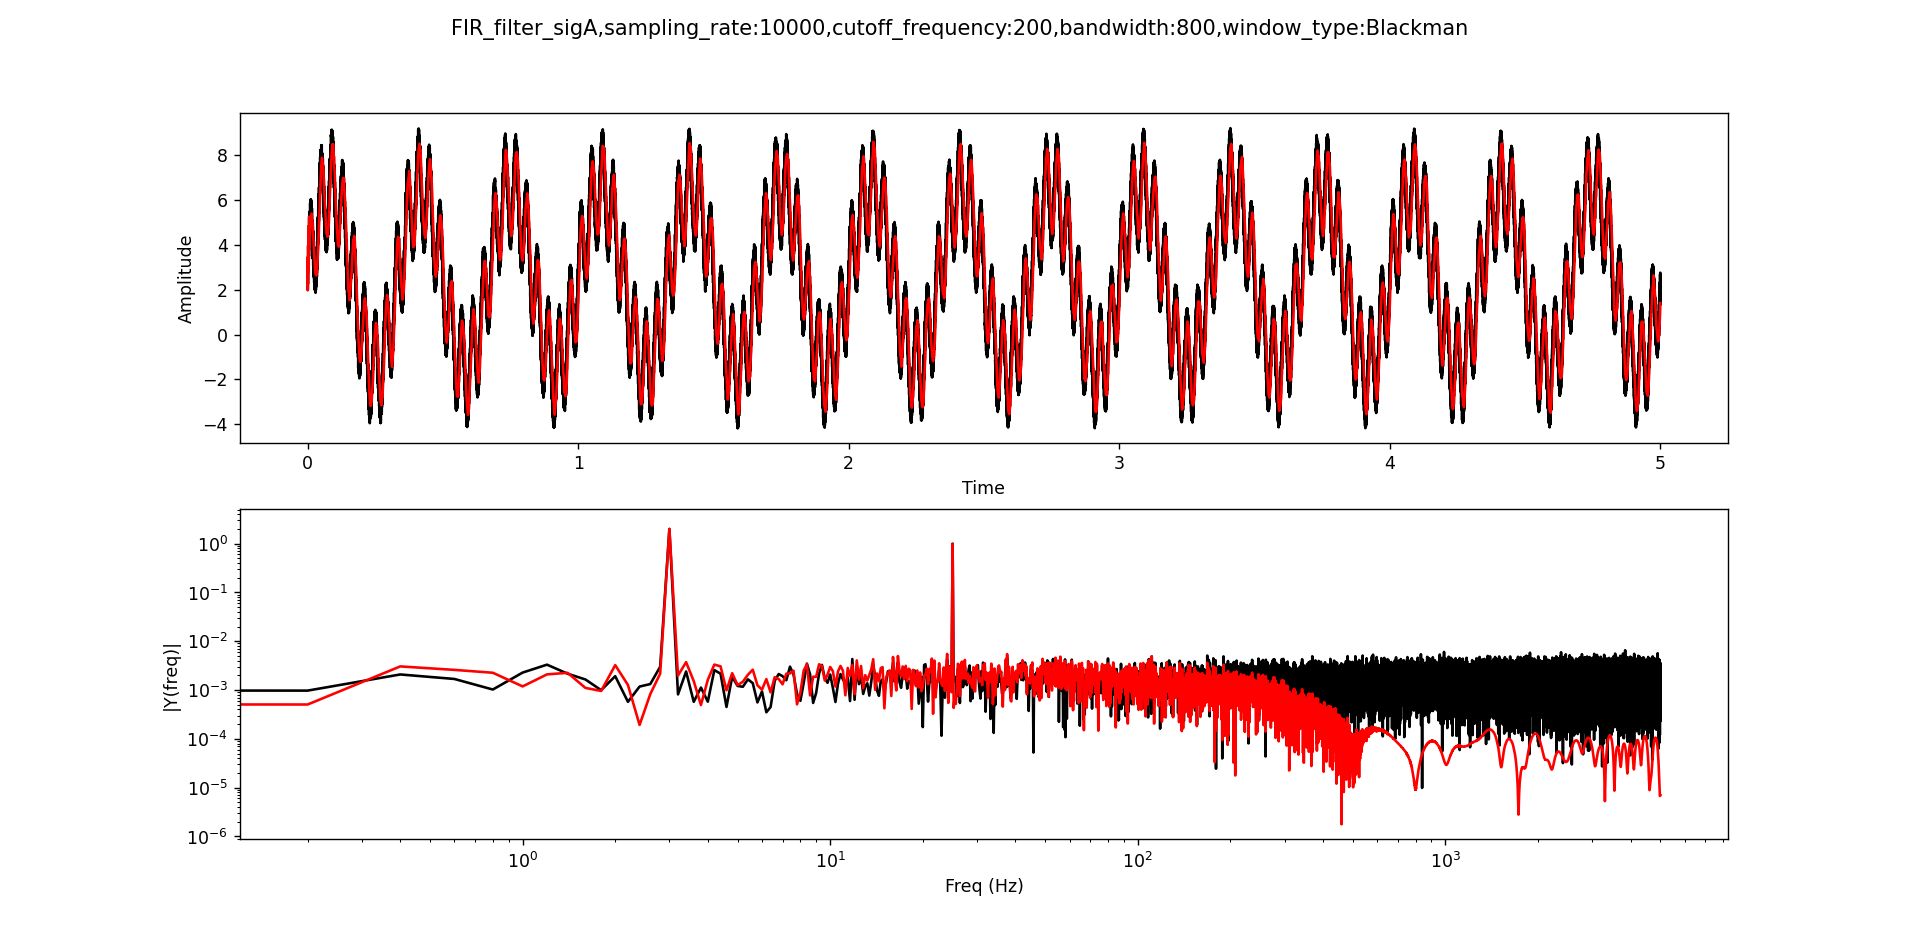 FIR_filter_sigA,sampling_rate:10000,cutoff_frequency:200,bandwidth:800,window_type:Blackman
8
6
4
2
0
−2
−4
Amplitude
0 1 2 3 4 5
Time
10⁰
10⁻¹
10⁻²
10⁻³
10⁻⁴
10⁻⁵
10⁻⁶
|Y(freq)|
10⁰ 10¹ 10² 10³
Freq (Hz)